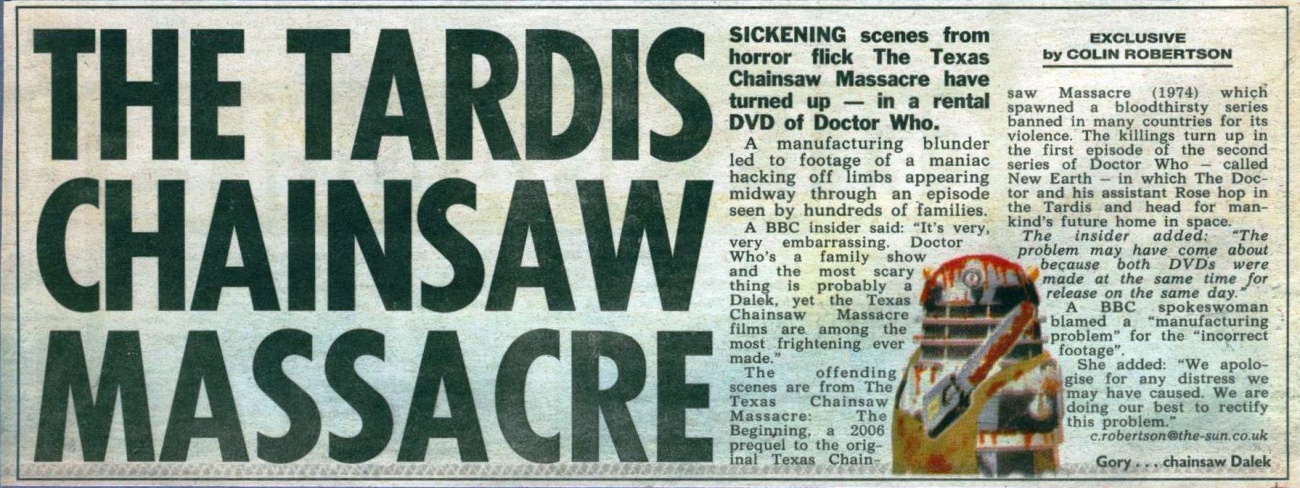 THE TARDIS
CHAINSAW
MASSACRE
SICKENING scenes from
horror flick The Texas
Chainsaw Massacre have
turned up — in a rental
DVD of Doctor Who.
A manufacturing blunder
led to footage of a maniac
hacking off limbs appearing
midway through an episode
seen by hundreds of families.
A BBC insider said: “It’s very,
very embarrassing. Doctor
Who’s a family show
and the most scary
thing is probably a
Dalek, yet the Texas
Chainsaw Massacre
films are among the
most frightening ever
made.”
The offending
scenes are from The
Texas Chainsaw
Massacre: The
Beginning, a 2006
prequel to the orig-
inal Texas Chain-
EXCLUSIVE
by COLIN ROBERTSON
saw Massacre (1974) which
spawned a bloodthirsty series
banned in many countries for its
violence. The killings turn up in
the first episode of the second
series of Doctor Who — called
New Earth — in which The Doc-
tor and his assistant Rose hop in
the Tardis and head for man-
kind’s future home in space.
The insider added: “The
problem may have come about
because both DVDs were
made at the same time for
release on the same day.”
A BBC spokeswoman
blamed a “manufacturing
problem” for the “incorrect
footage”.
She added: “We apolo-
gise for any distress we
may have caused. We are
doing our best to rectify
this problem.”
c.robertson@the-sun.co.uk
Gory . . . chainsaw Dalek